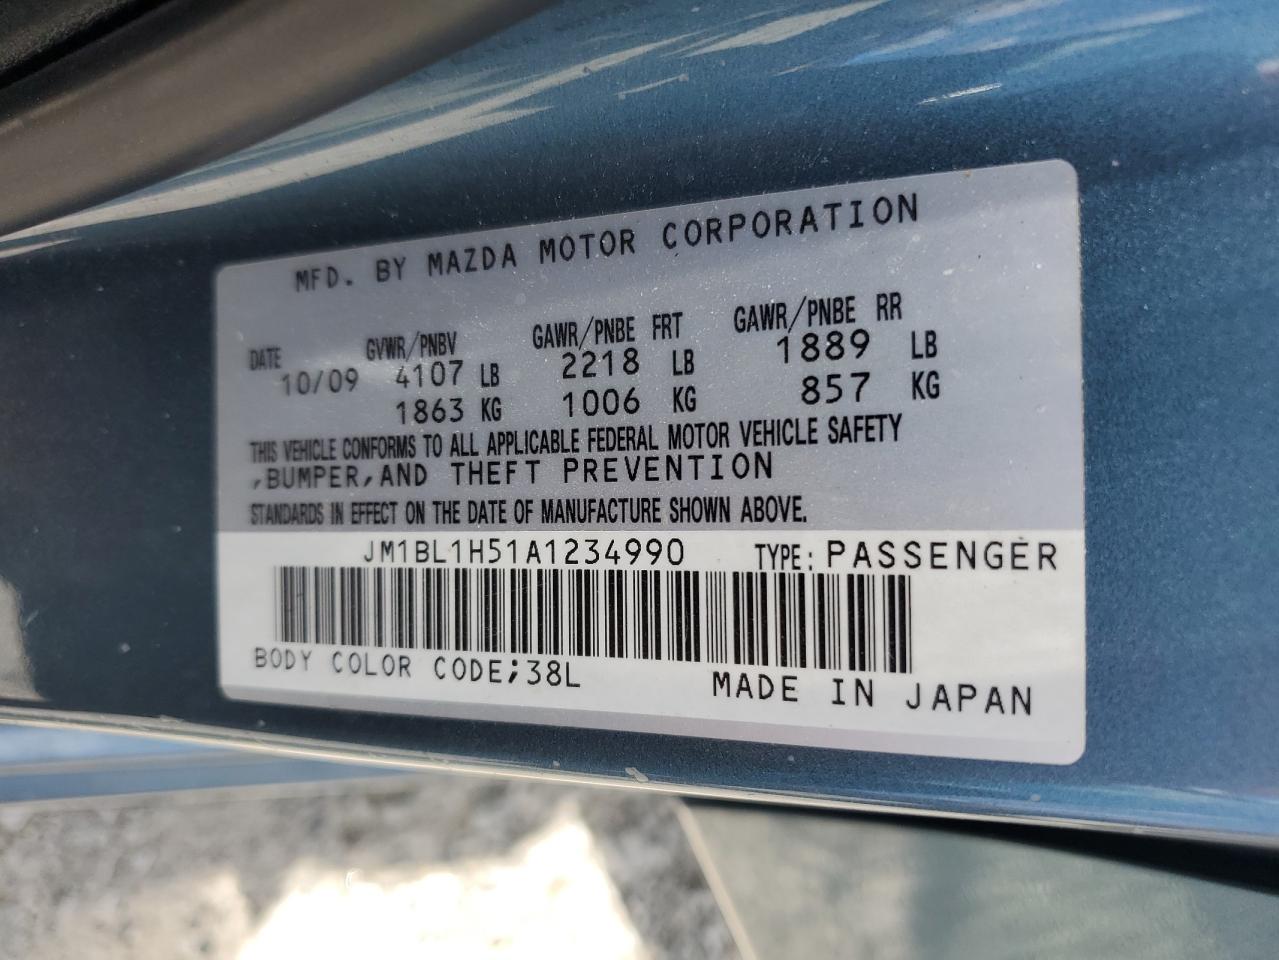 MFD. BY MAZDA MOTOR CORPORATION
DATE GVWR/PNBV GAWR/PNBE FRT GAWR/PNBE RR
10/09 4107 LB 2218 LB 1889 LB
1863 KG 1006 KG 857 KG
THIS VEHICLE CONFORMS TO ALL APPLICABLE FEDERAL MOTOR VEHICLE SAFETY
,BUMPER,AND THEFT PREVENTION
STANDARDS IN EFFECT ON THE DATE OF MANUFACTURE SHOWN ABOVE.
JM1BL1H51A1234990 TYPE: PASSENGER
BODY COLOR CODE;38L MADE IN JAPAN